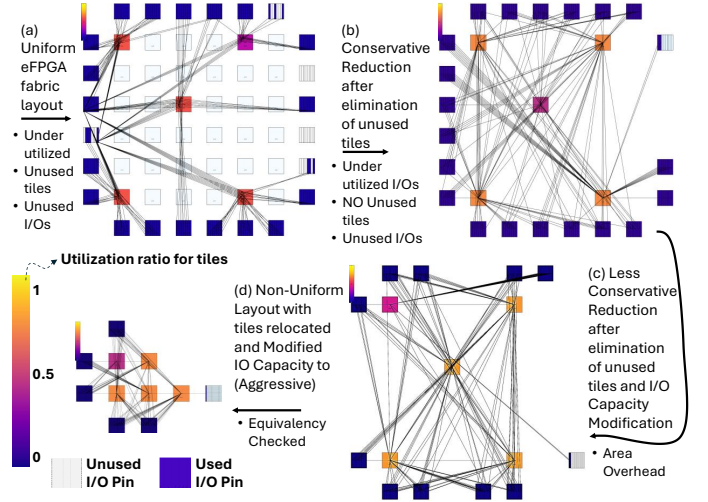 (a)
Uniform
eFPGA
fabric
layout
• Under
utilized
• Unused
tiles
• Unused
I/Os
(b)
Conservative
Reduction
after
elimination
of unused
tiles
• Under
utilized I/Os
• NO Unused
tiles
• Unused I/Os
Utilization ratio for tiles
1
0.5
0
(d) Non-Uniform
Layout with
tiles relocated
and Modified
IO Capacity to
(Aggressive)
• Equivalency
Checked
(c) Less
Conservative
Reduction
after
elimination
of unused
tiles and I/O
Capacity
Modification
• Area
Overhead
Unused
I/O Pin
Used
I/O Pin